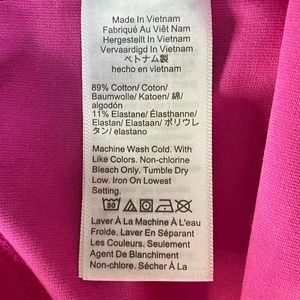 Made In Vietnam
Fabriqué Au Viêt Nam
Hergestellt In Vietnam
Vervaardigd In Vietnam
ベトナム製
hecho en vietnam
89% Cotton/ Coton/
Baumwolle/ Katoen/ 綿/
algodón
11% Elastane/ Élasthanne/
Elastan/ Elastaan/ ポリウレ
タン/ elastano
Machine Wash Cold. With
Like Colors. Non-chlorine
Bleach Only. Tumble Dry
Low. Iron On Lowest
Setting.
30
Laver À La Machine À L'eau
Froide. Laver En Séparant
Les Couleurs. Seulement
Agent De Blanchiment
Non-chloré. Sécher À La